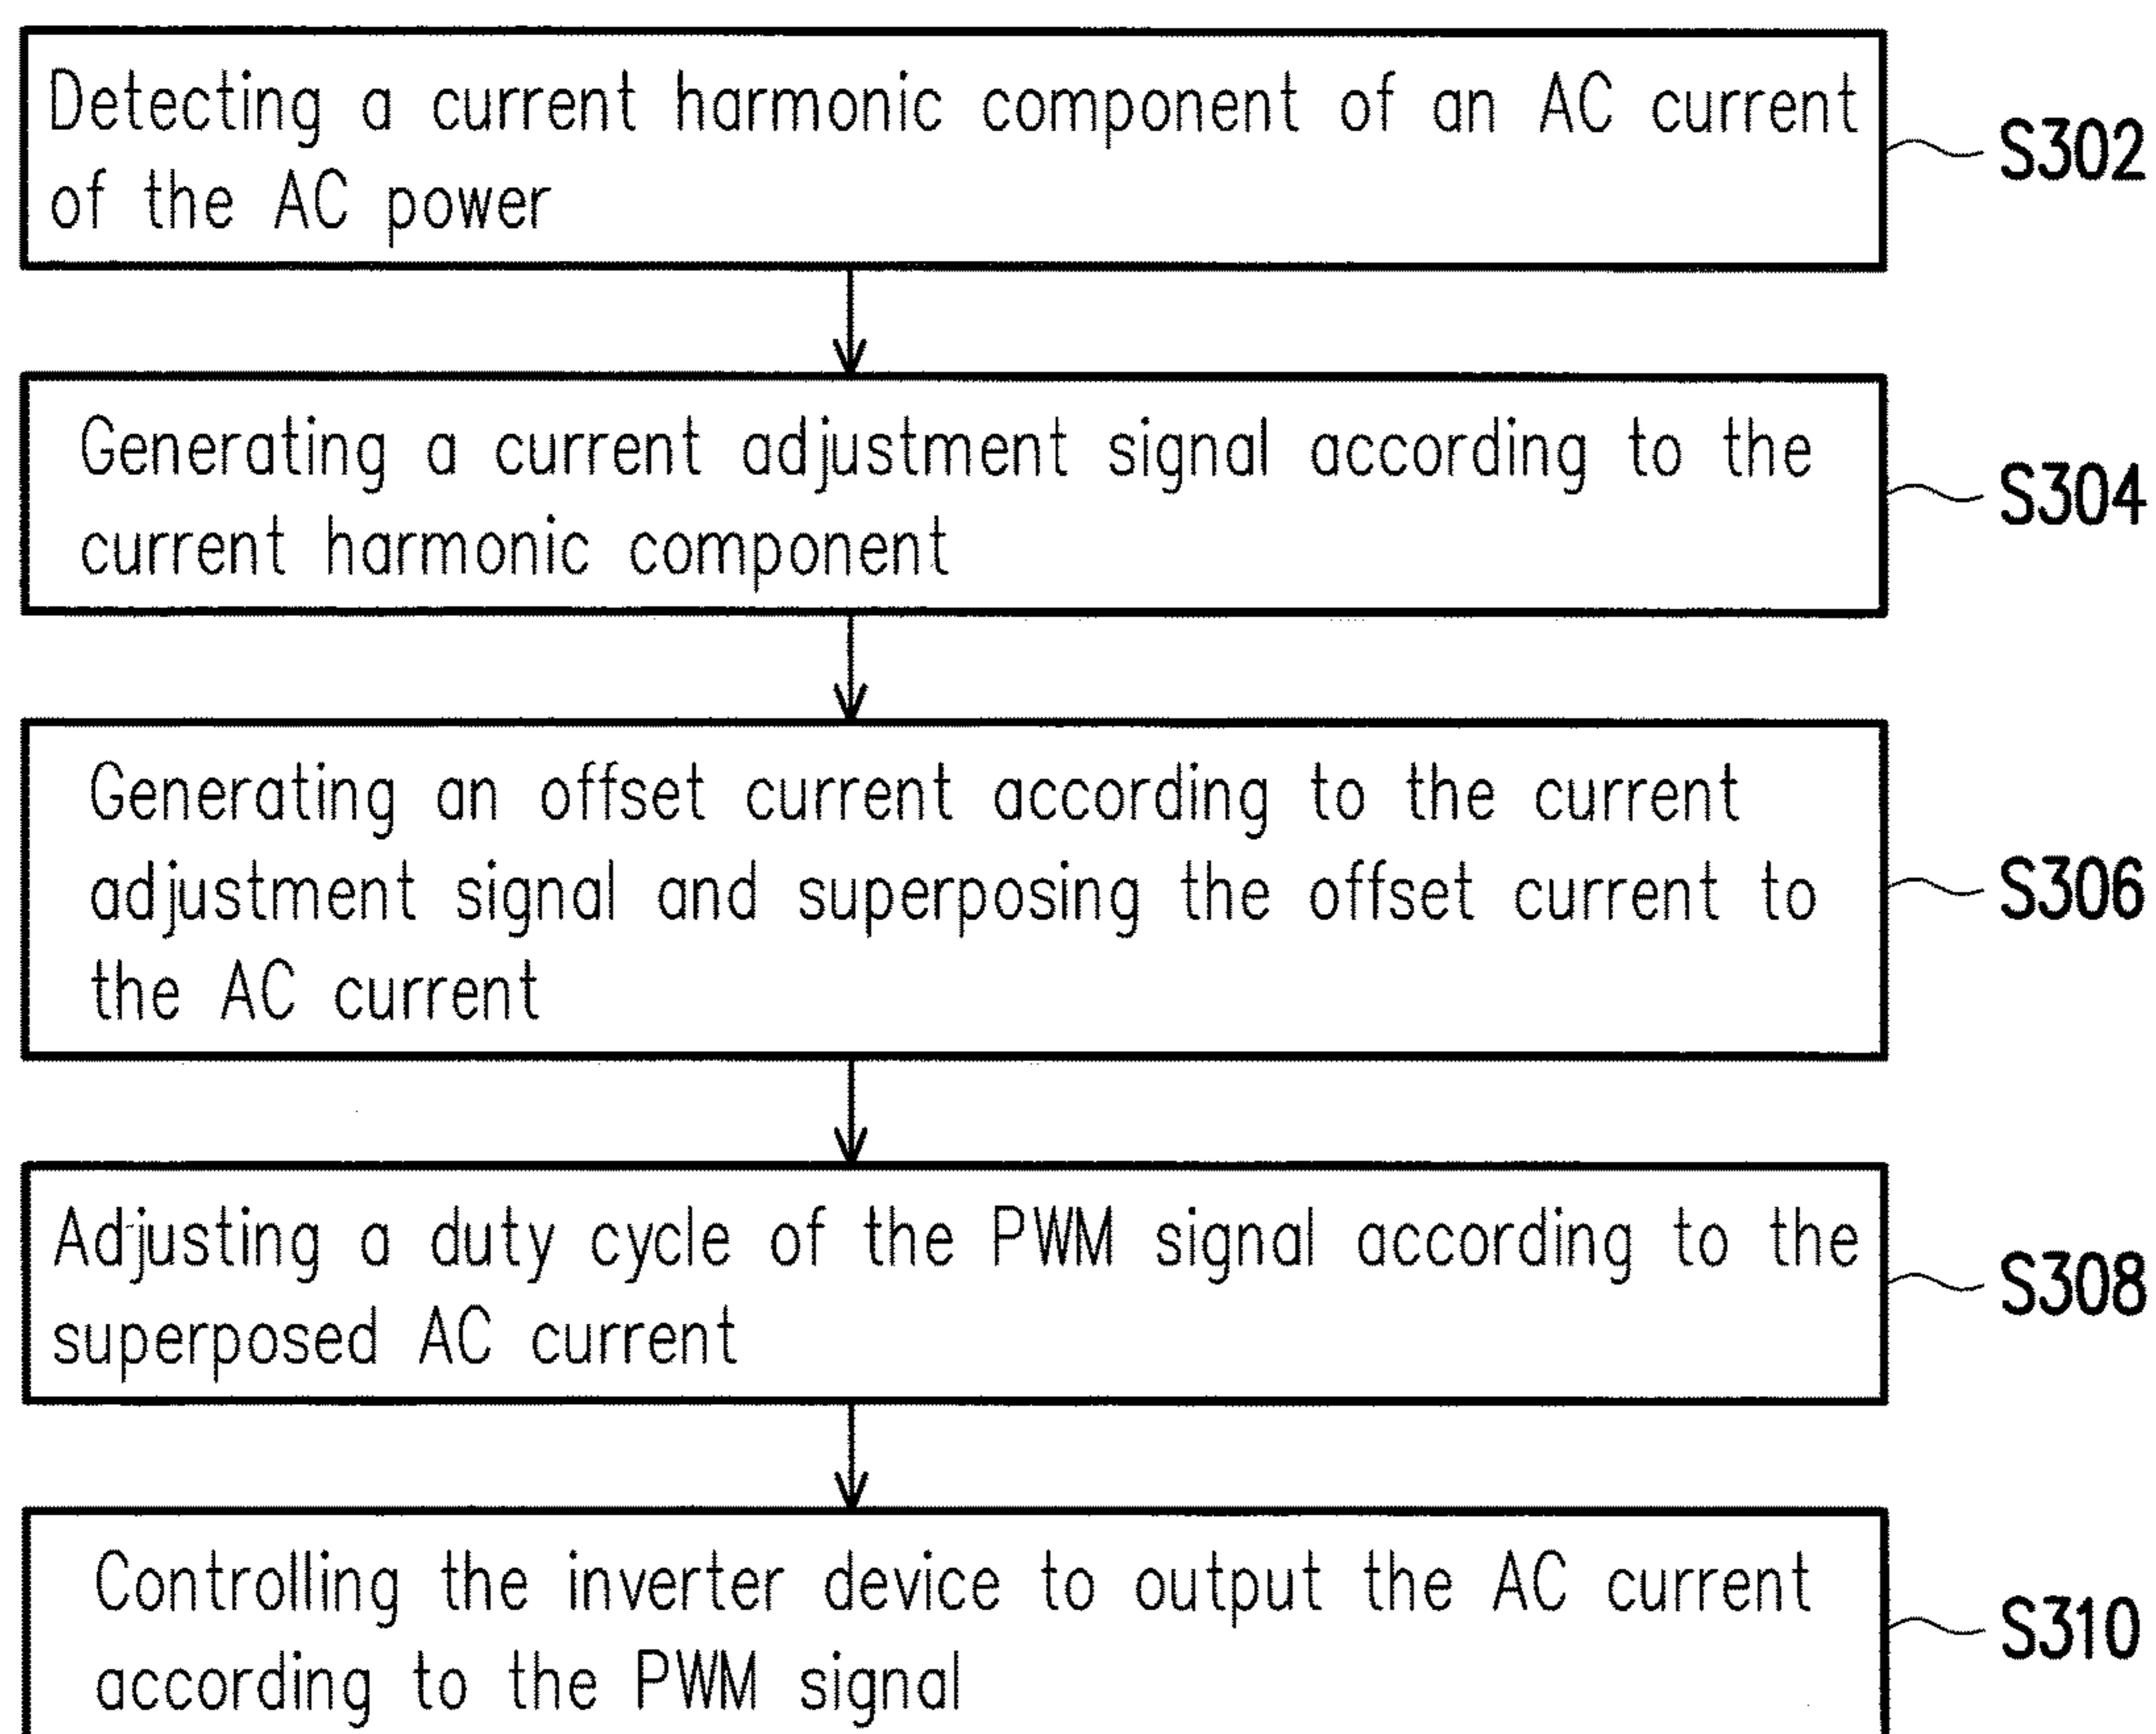 Detecting a current harmonic component of an AC current
of the AC power
S302
Generating a current adjustment signal according to the
current harmonic component
S304
Generating an offset current according to the current
adjustment signal and superposing the offset current to
the AC current
S306
Adjusting a duty cycle of the PWM signal according to the
superposed AC current
S308
Controlling the inverter device to output the AC current
according to the PWM signal
S310